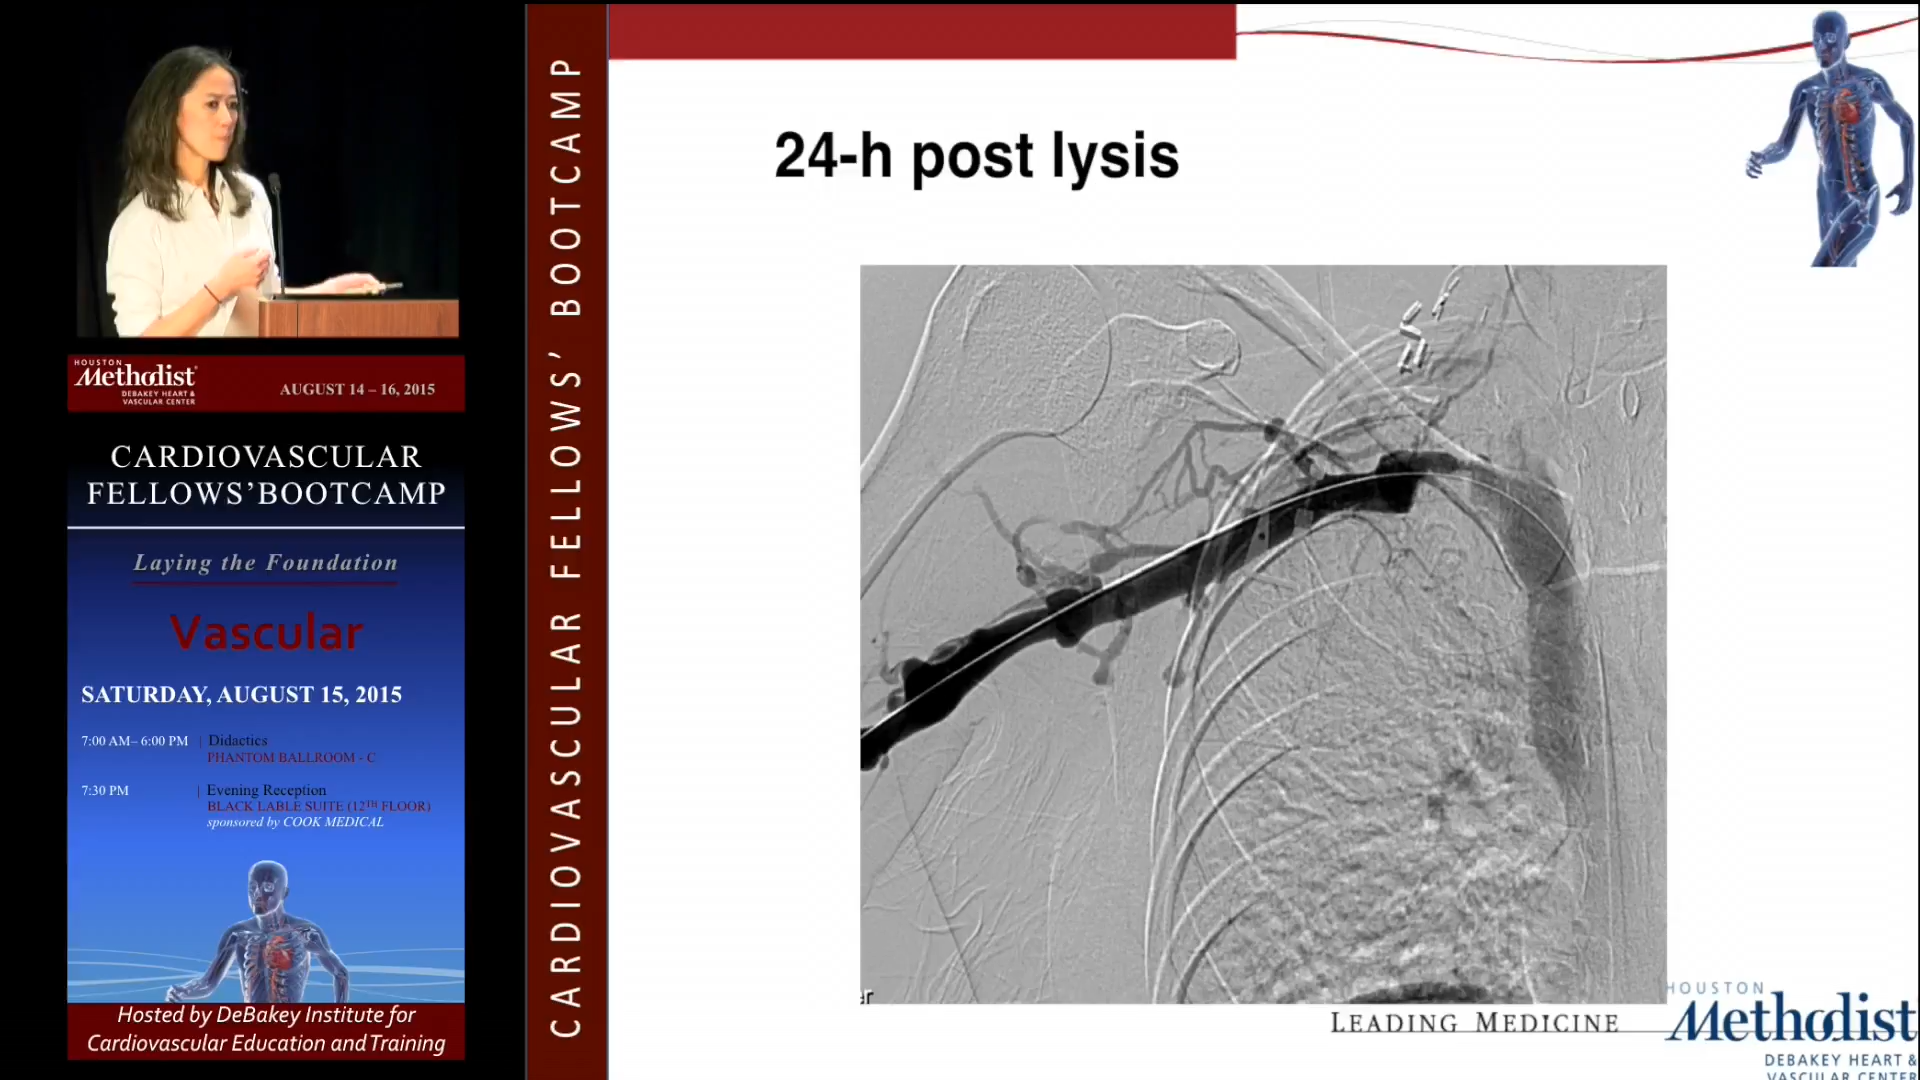 HOUSTON
Methodist
DEBAKEY HEART &
VASCULAR CENTER
AUGUST 14 – 16, 2015
CARDIOVASCULAR
FELLOWS'BOOTCAMP
Laying the Foundation
Vascular
SATURDAY, AUGUST 15, 2015
7:00 AM– 6:00 PM | Didactics
PHANTOM BALLROOM - C
7:30 PM | Evening Reception
BLACK LABLE SUITE (12TH FLOOR)
sponsored by COOK MEDICAL
Hosted by DeBakey Institute for
Cardiovascular Education and Training
CARDIOVASCULAR FELLOWS' BOOTCAMP
24-h post lysis
LEADING MEDICINE
HOUSTON
Methodist
DEBAKEY HEART &
VASCULAR CENTER